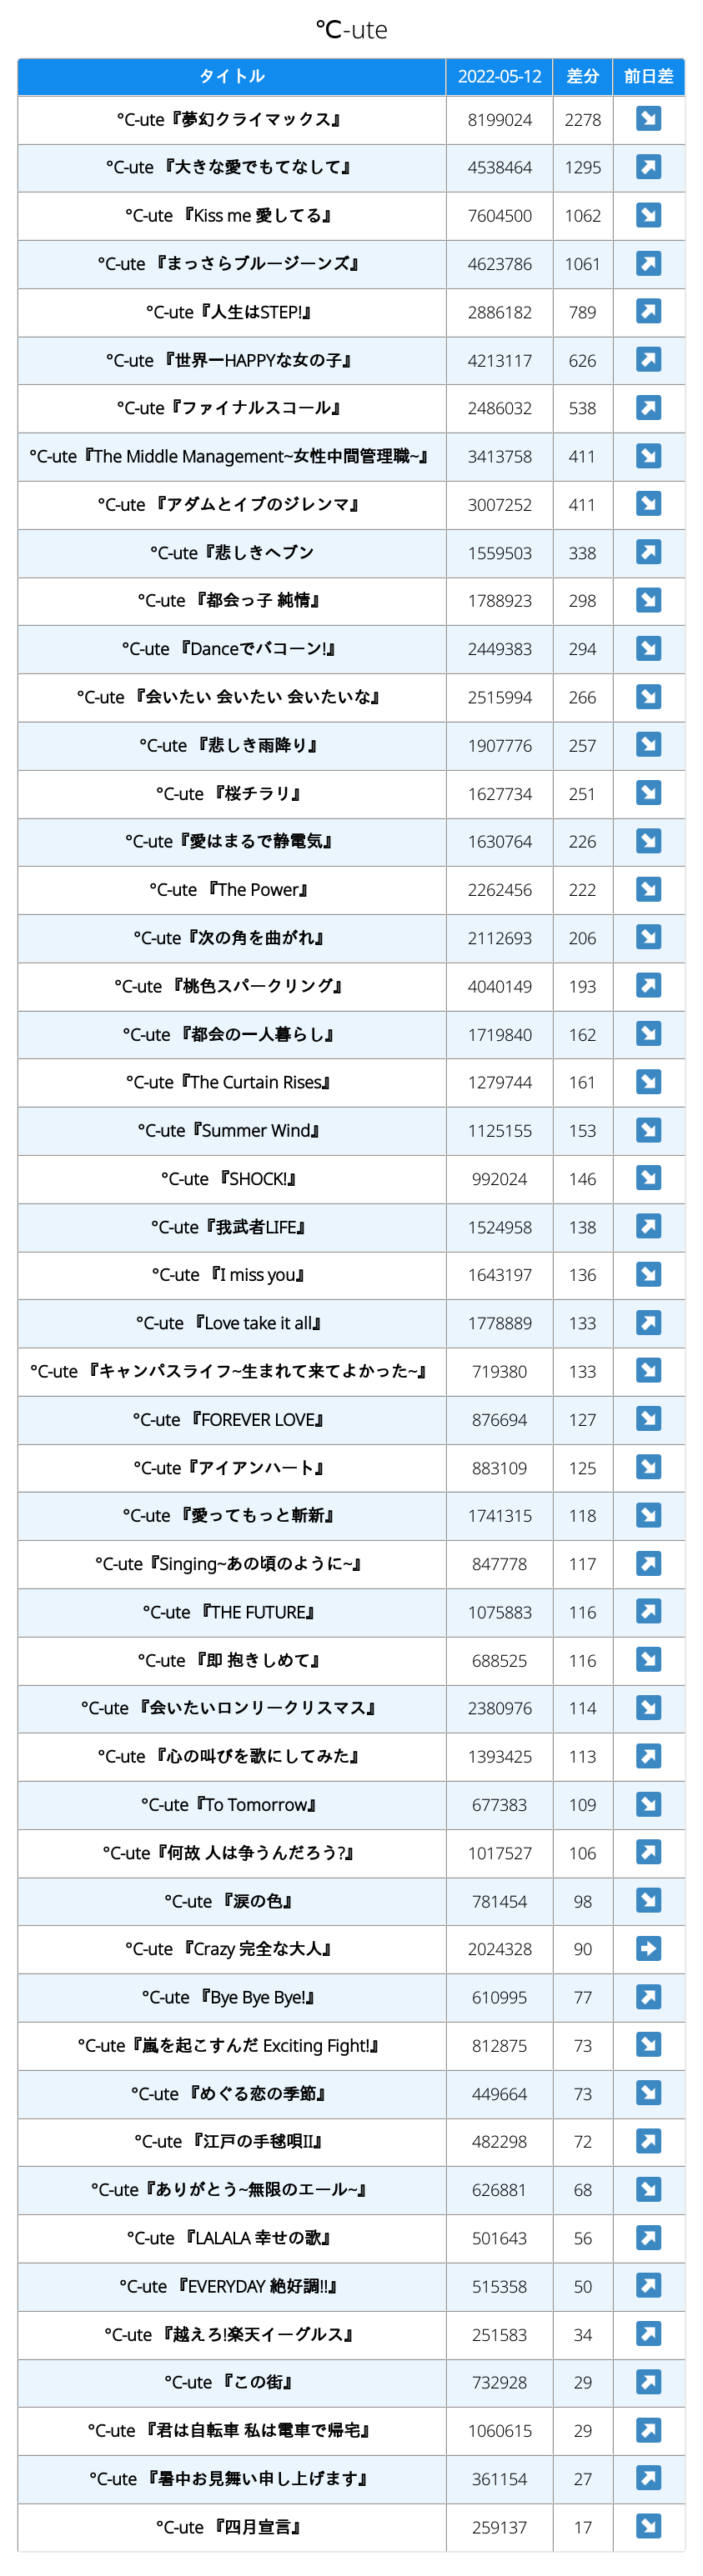 ℃-ute
タイトル 2022-05-12 差分 前日差
°C-ute『夢幻クライマックス』 8199024 2278 ↘
°C-ute 『大きな愛でもてなして』 4538464 1295 ↗
°C-ute 『Kiss me 愛してる』 7604500 1062 ↘
°C-ute 『まっさらブルージーンズ』 4623786 1061 ↗
°C-ute『人生はSTEP!』 2886182 789 ↗
°C-ute 『世界一HAPPYな女の子』 4213117 626 ↗
°C-ute『ファイナルスコール』 2486032 538 ↗
°C-ute『The Middle Management~女性中間管理職~』 3413758 411 ↘
°C-ute 『アダムとイブのジレンマ』 3007252 411 ↘
°C-ute『悲しきヘブン 1559503 338 ↗
°C-ute 『都会っ子 純情』 1788923 298 ↘
°C-ute 『Danceでバコーン!』 2449383 294 ↘
°C-ute 『会いたい 会いたい 会いたいな』 2515994 266 ↘
°C-ute 『悲しき雨降り』 1907776 257 ↘
°C-ute 『桜チラリ』 1627734 251 ↘
°C-ute『愛はまるで静電気』 1630764 226 ↘
°C-ute 『The Power』 2262456 222 ↘
°C-ute『次の角を曲がれ』 2112693 206 ↘
°C-ute 『桃色スパークリング』 4040149 193 ↗
°C-ute 『都会の一人暮らし』 1719840 162 ↘
°C-ute『The Curtain Rises』 1279744 161 ↘
°C-ute『Summer Wind』 1125155 153 ↘
°C-ute 『SHOCK!』 992024 146 ↘
°C-ute『我武者LIFE』 1524958 138 ↗
°C-ute 『I miss you』 1643197 136 ↘
°C-ute 『Love take it all』 1778889 133 ↗
°C-ute 『キャンパスライフ~生まれて来てよかった~』 719380 133 ↘
°C-ute 『FOREVER LOVE』 876694 127 ↘
°C-ute『アイアンハート』 883109 125 ↘
°C-ute 『愛ってもっと斬新』 1741315 118 ↘
°C-ute『Singing~あの頃のように~』 847778 117 ↗
°C-ute 『THE FUTURE』 1075883 116 ↗
°C-ute 『即 抱きしめて』 688525 116 ↘
°C-ute 『会いたいロンリークリスマス』 2380976 114 ↘
°C-ute 『心の叫びを歌にしてみた』 1393425 113 ↗
°C-ute『To Tomorrow』 677383 109 ↘
°C-ute『何故 人は争うんだろう?』 1017527 106 ↗
°C-ute 『涙の色』 781454 98 ↘
°C-ute 『Crazy 完全な大人』 2024328 90 ➡
°C-ute 『Bye Bye Bye!』 610995 77 ↗
°C-ute『嵐を起こすんだ Exciting Fight!』 812875 73 ↘
°C-ute 『めぐる恋の季節』 449664 73 ↘
°C-ute 『江戸の手毬唄II』 482298 72 ↗
°C-ute『ありがとう~無限のエール~』 626881 68 ↘
°C-ute 『LALALA 幸せの歌』 501643 56 ↗
°C-ute 『EVERYDAY 絶好調!!』 515358 50 ↗
°C-ute 『越えろ!楽天イーグルス』 251583 34 ↗
°C-ute 『この街』 732928 29 ↗
°C-ute 『君は自転車 私は電車で帰宅』 1060615 29 ↗
°C-ute 『暑中お見舞い申し上げます』 361154 27 ↗
°C-ute 『四月宣言』 259137 17 ↘